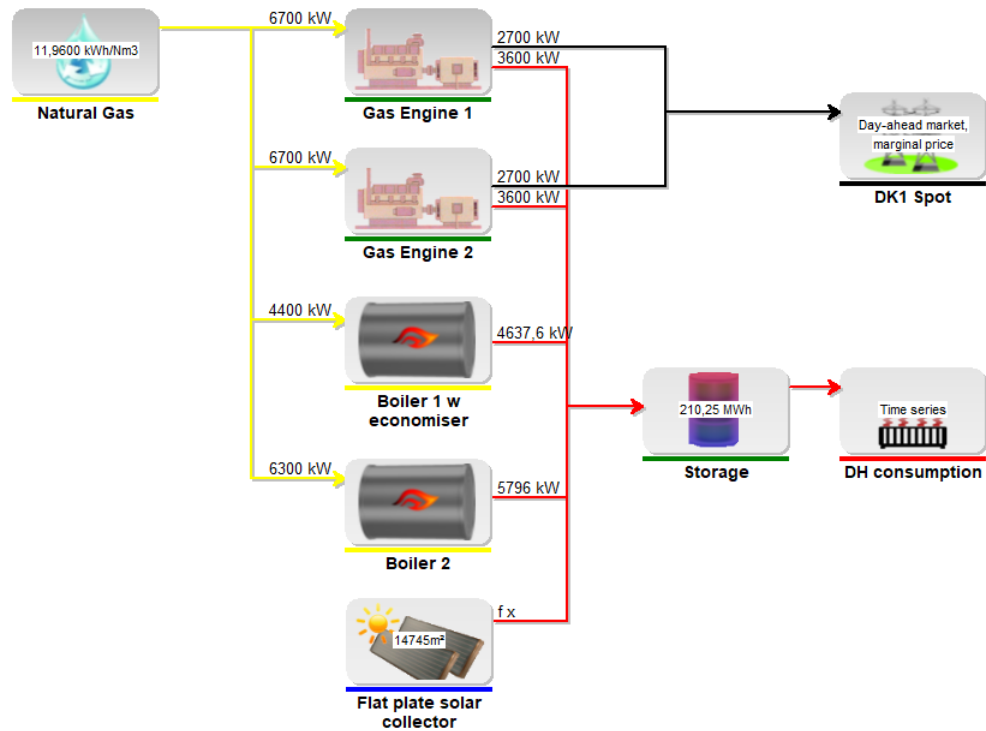 6700 kW
11,9600 kWh/Nm3
Natural Gas
2700 kW
3600 kW
Gas Engine 1
Day-ahead market,
marginal price
DK1 Spot
6700 kW
2700 kW
3600 kW
Gas Engine 2
4400 kW
4637,6 kW
Boiler 1 w
economiser
210,25 MWh
Storage
Time series
DH consumption
6300 kW
5796 kW
Boiler 2
f x
14745m²
Flat plate solar
collector